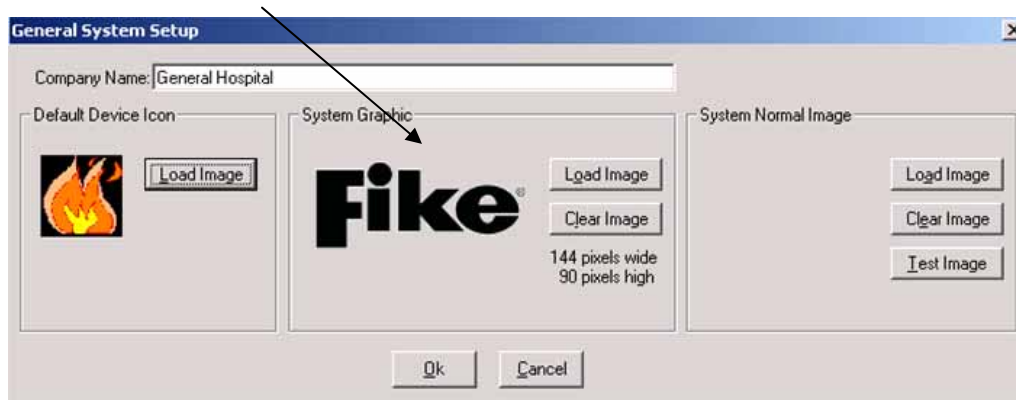 General System Setup
Company Name: General Hospital
Default Device Icon
Load Image
System Graphic
Fike®
Load Image
Clear Image
144 pixels wide
90 pixels high
System Normal Image
Load Image
Clear Image
Test Image
Ok
Cancel